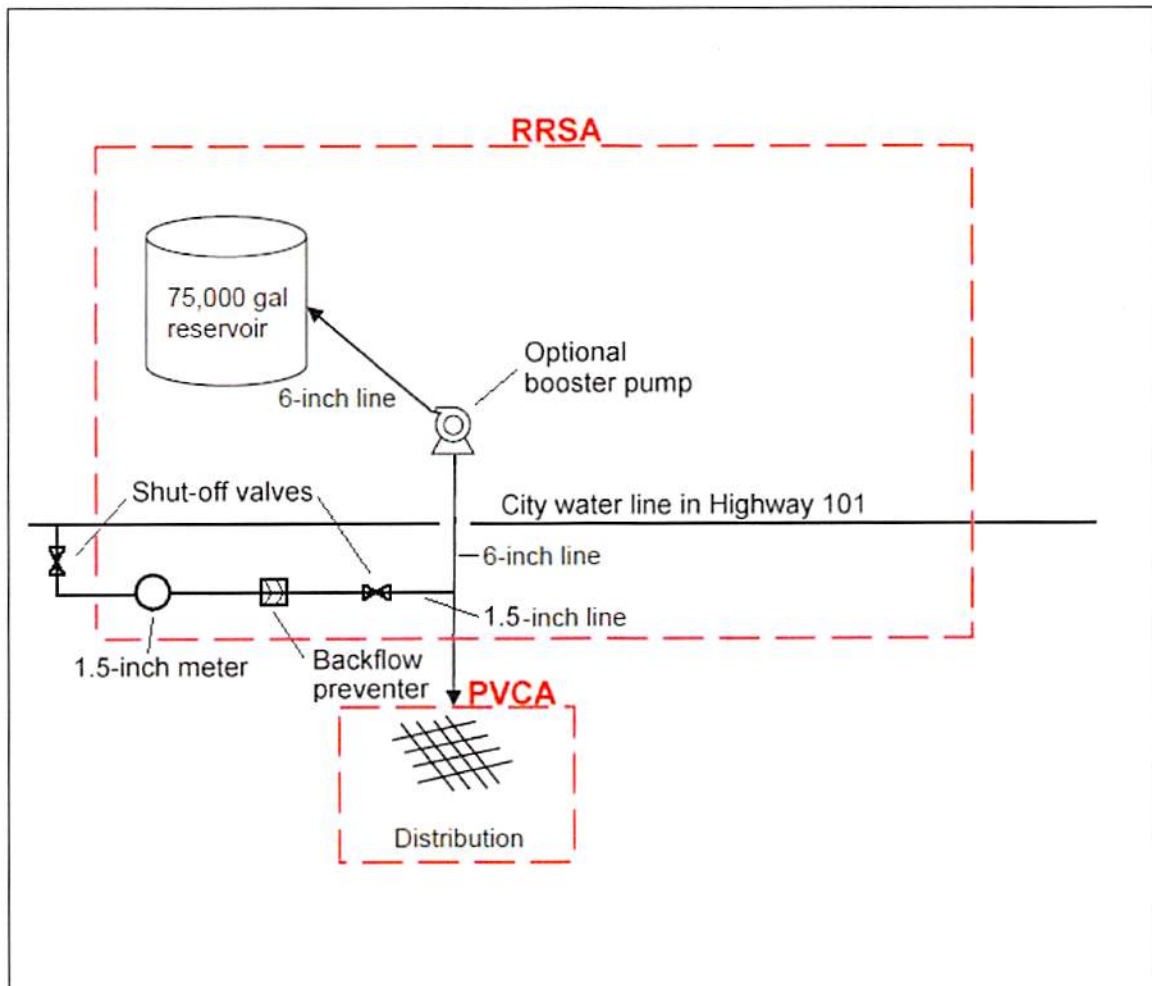 RRSA
75,000 gal
reservoir
Optional
booster pump
6-inch line
Shut-off valves
City water line in Highway 101
6-inch line
1.5-inch line
1.5-inch meter
Backflow
preventer
PVCA
Distribution